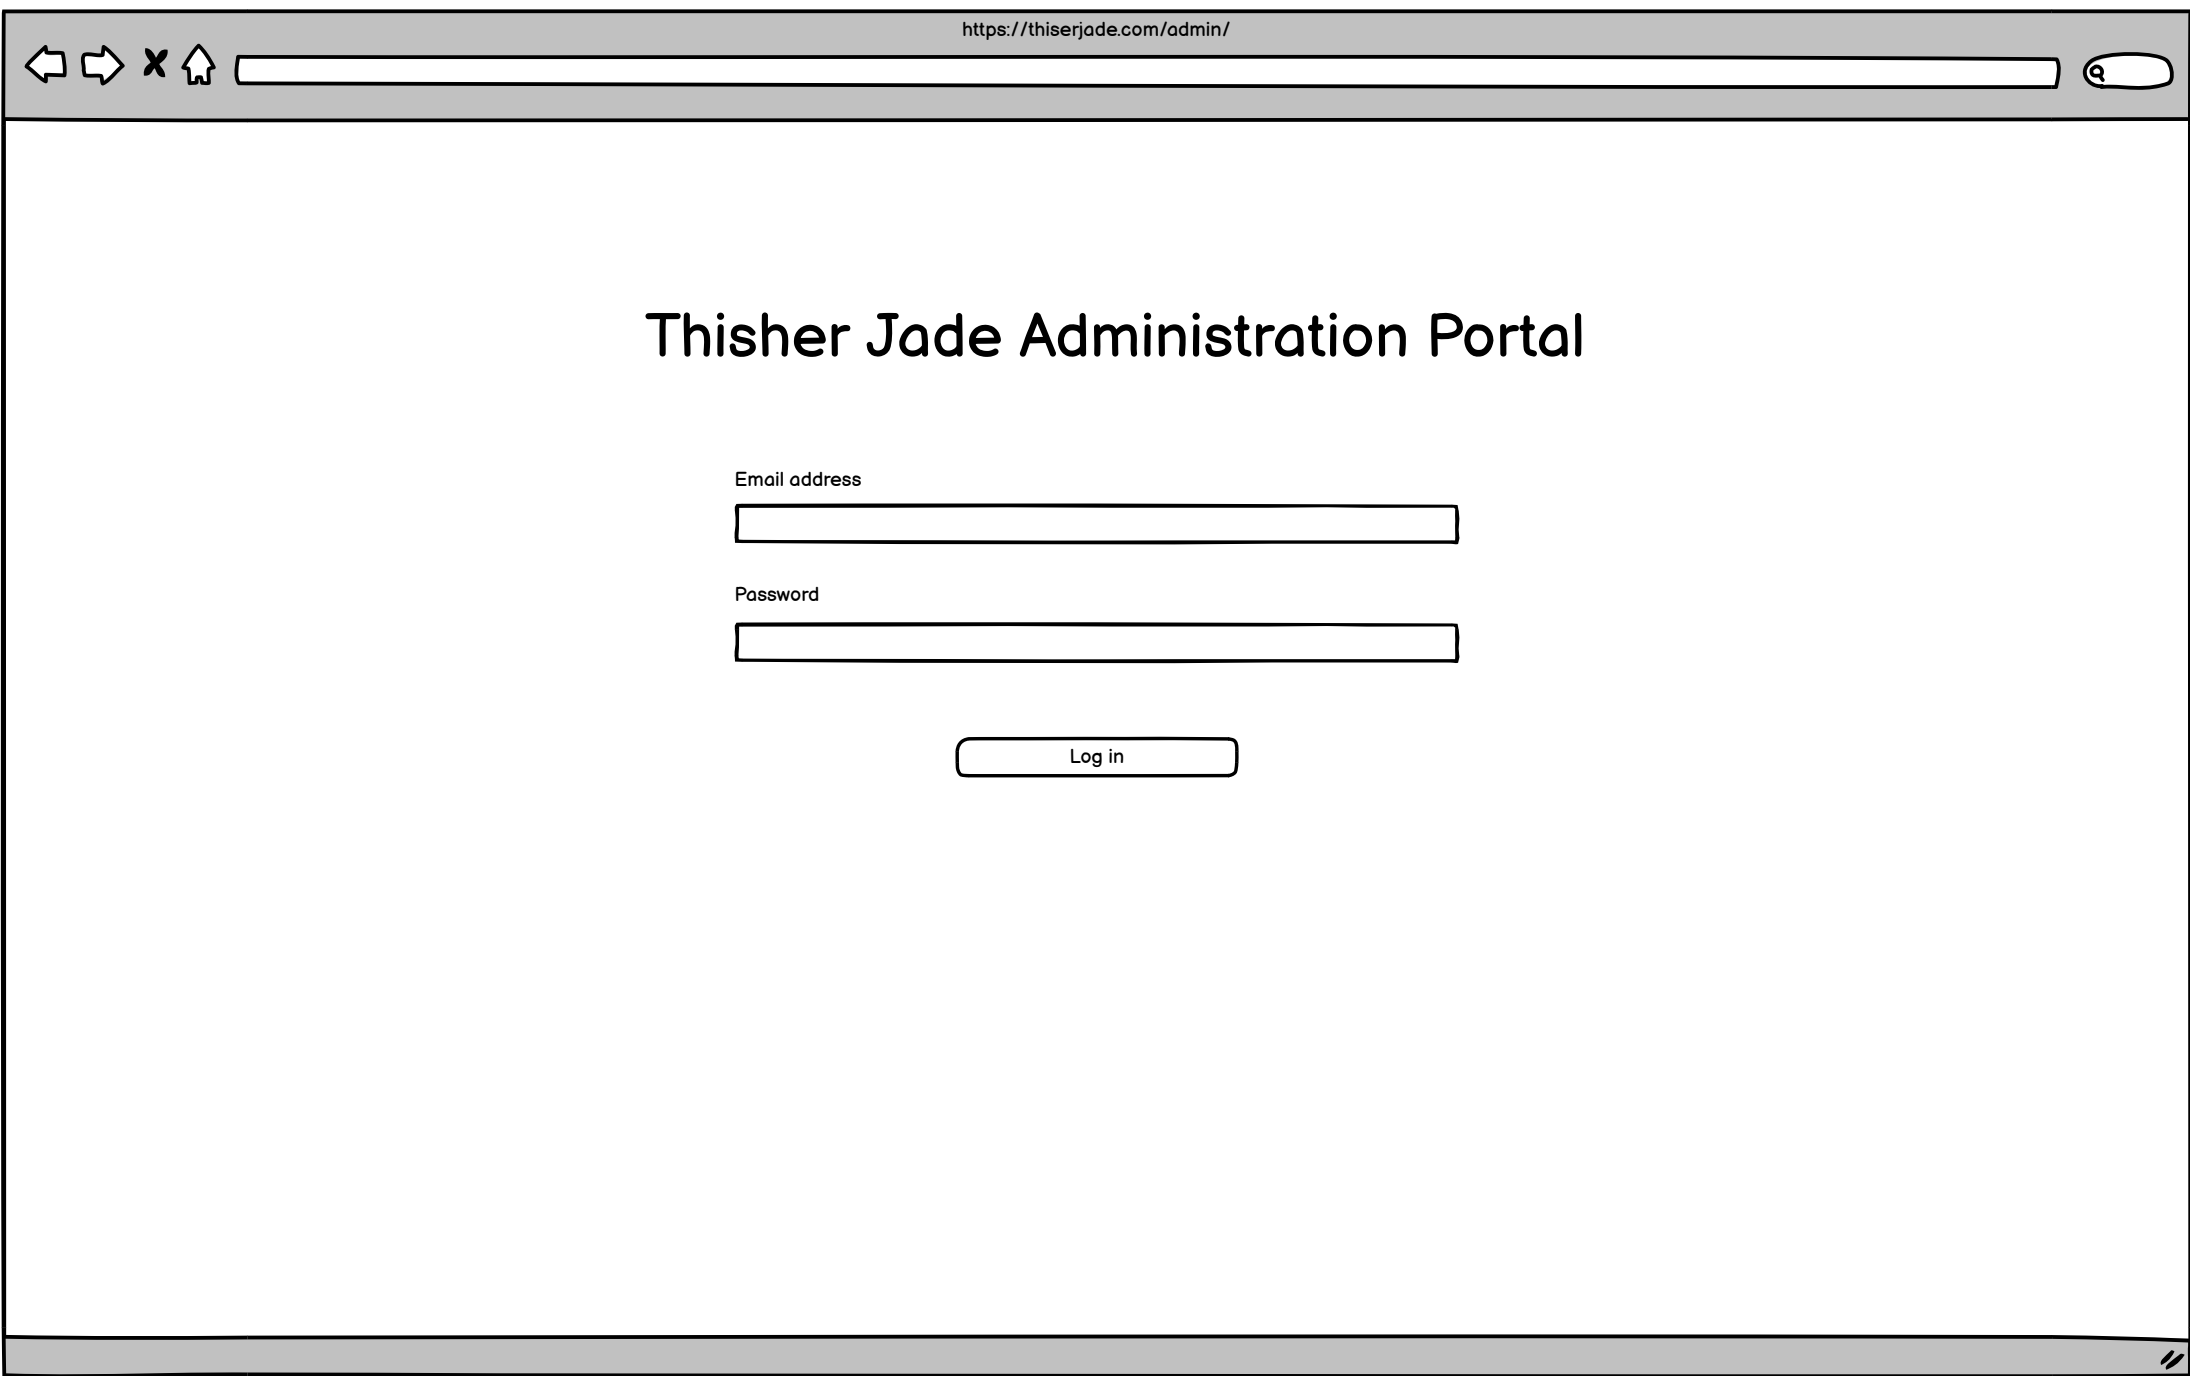 https://thiserjade.com/admin/
Thisher Jade Administration Portal
Email address
Password
Log in